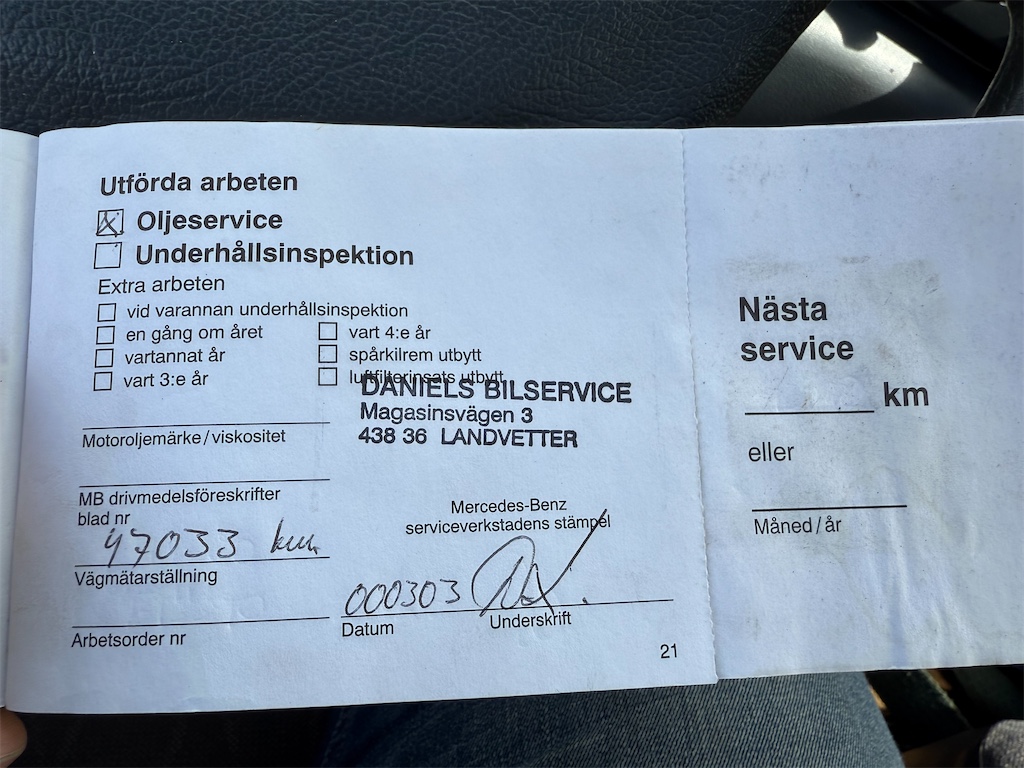 Utförda arbeten
Oljeservice
Underhållsinspektion
Extra arbeten
vid varannan underhållsinspektion
en gång om året
vartannat år
vart 3:e år
vart 4:e år
spårkilrem utbytt
luftfilterinsats utbytt
DANIELS BILSERVICE
Magasinsvägen 3
438 36 LANDVETTER
Motoroljemärke/viskositet
MB drivmedelsföreskrifter
blad nr
47033 km
Vägmätarställning
Arbetsorder nr
Mercedes-Benz
serviceverkstadens stämpel
000303
Datum
Underskrift
21
Nästa
service
km
eller
Måned/år